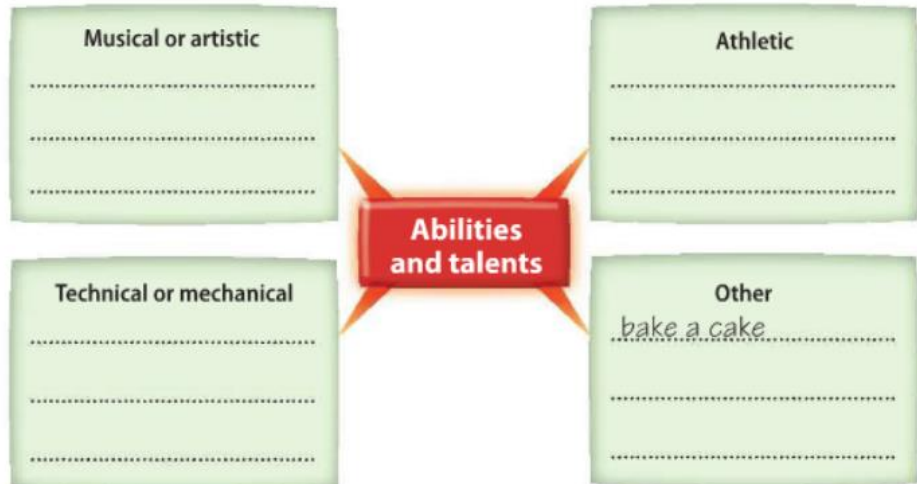 Musical or artistic
Athletic
Abilities
and talents
Technical or mechanical
Other
bake a cake